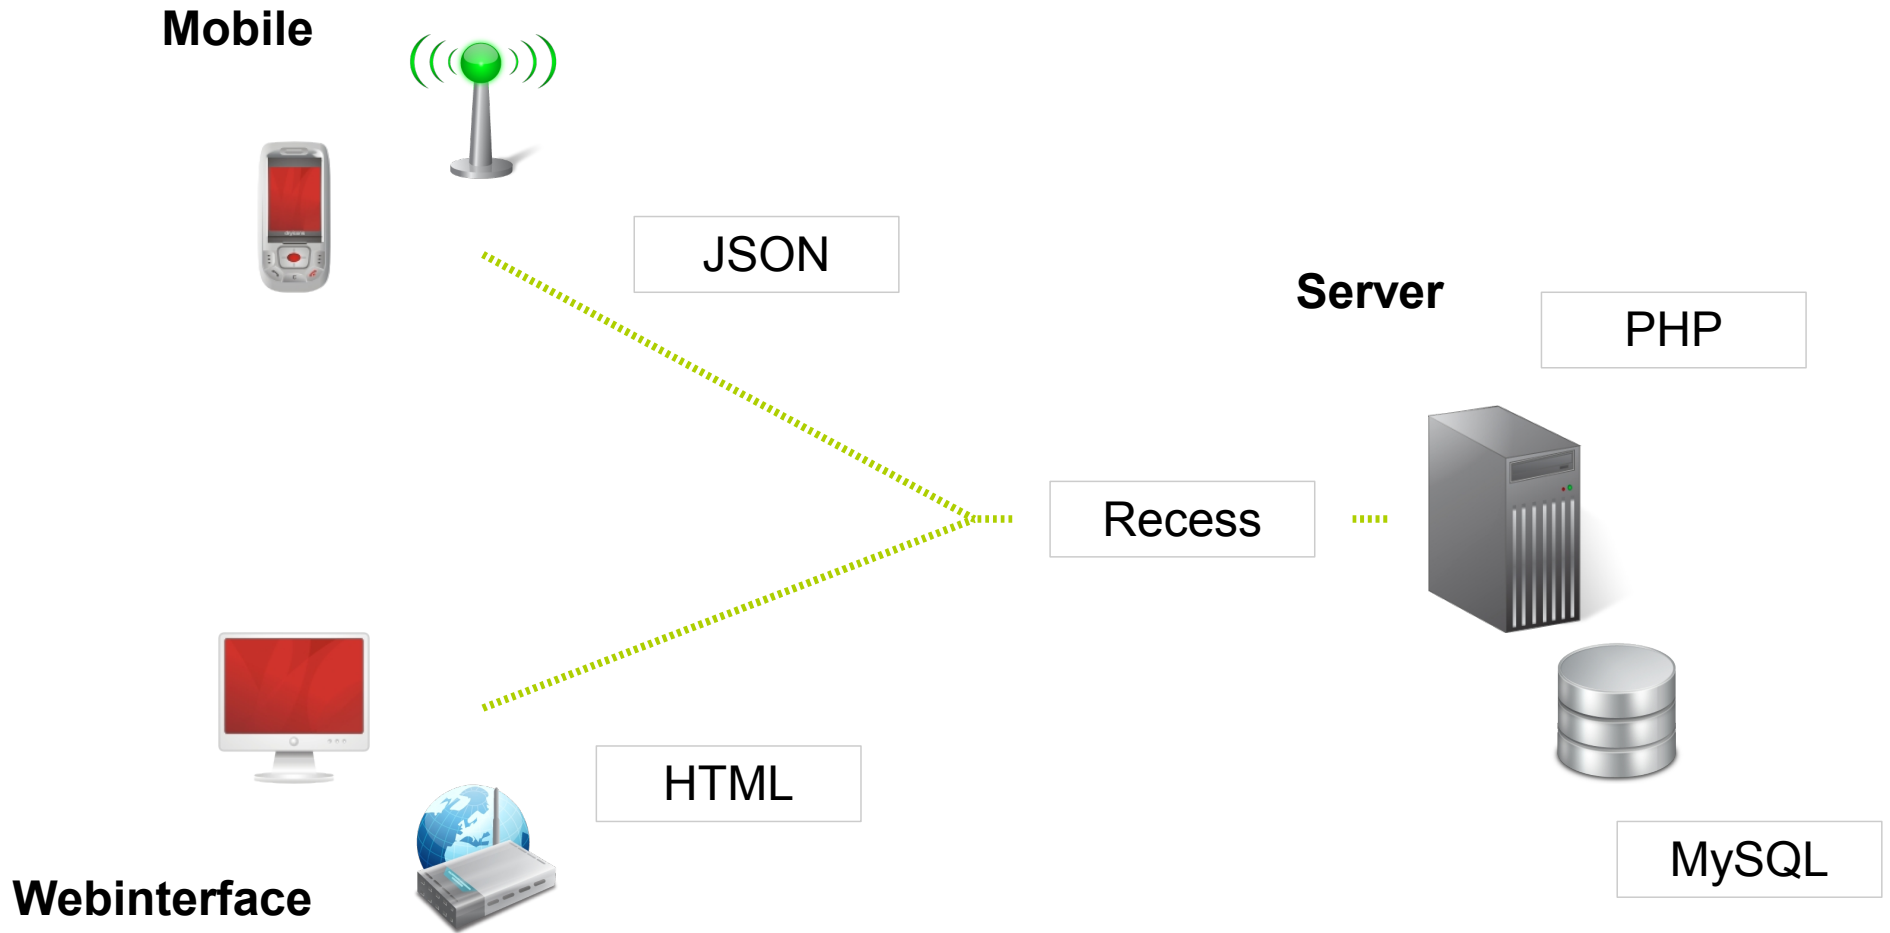 Mobile
JSON
Server
PHP
Recess
HTML
MySQL
Webinterface